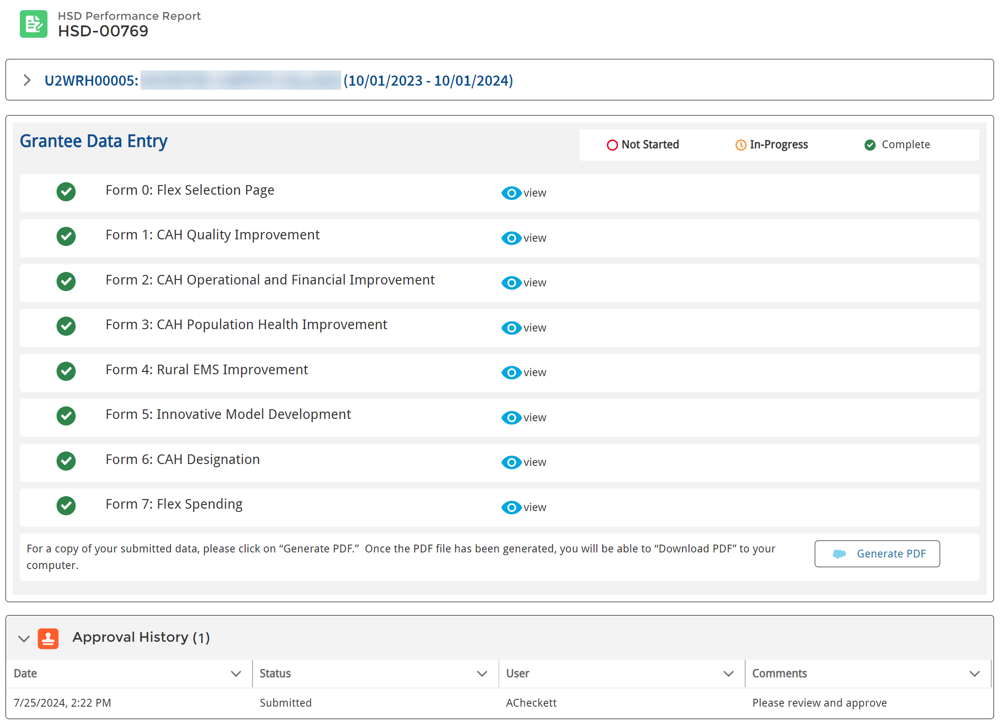 HSD Performance Report
HSD-00769
U2WRH00005: (10/01/2023 - 10/01/2024)
Grantee Data Entry
Not Started
In-Progress
Complete
Form 0: Flex Selection Page
view
Form 1: CAH Quality Improvement
view
Form 2: CAH Operational and Financial Improvement
view
Form 3: CAH Population Health Improvement
view
Form 4: Rural EMS Improvement
view
Form 5: Innovative Model Development
view
Form 6: CAH Designation
view
Form 7: Flex Spending
view
For a copy of your submitted data, please click on “Generate PDF.”  Once the PDF file has been generated, you will be able to “Download PDF” to your
computer.
Generate PDF
Approval History (1)
Date
Status
User
Comments
7/25/2024, 2:22 PM
Submitted
ACheckett
Please review and approve